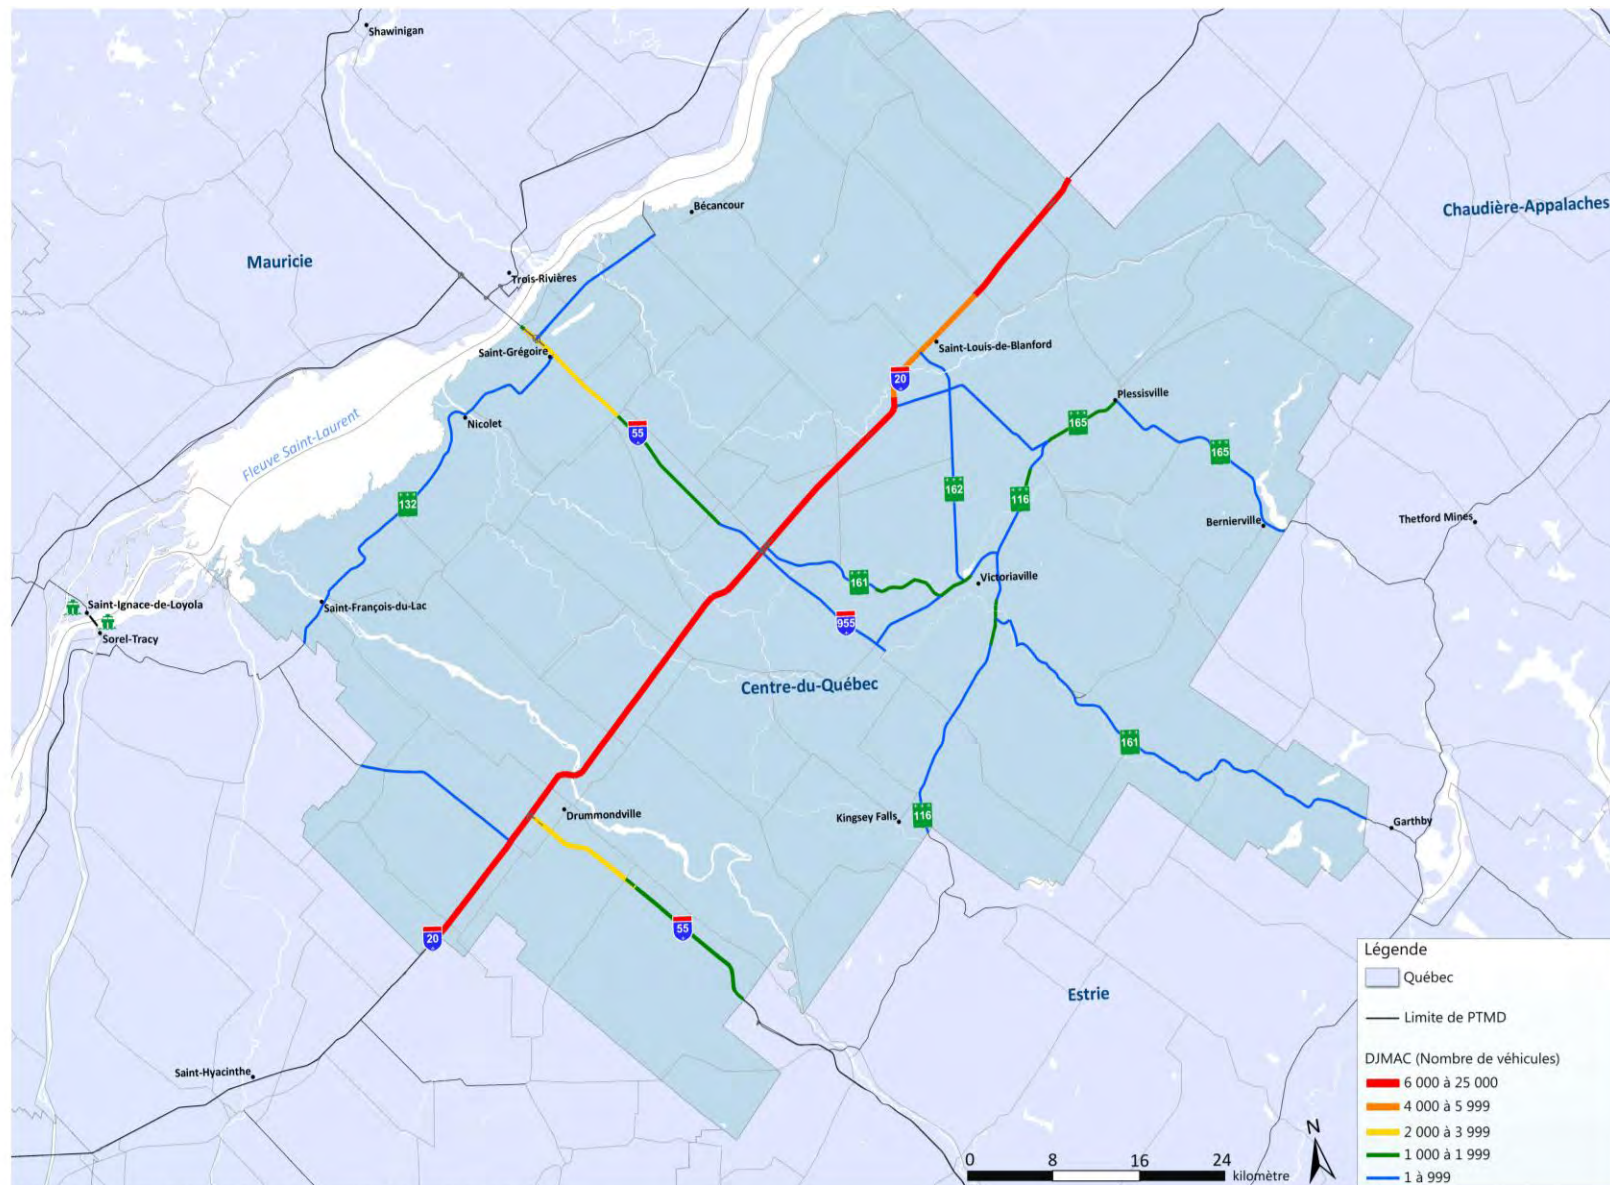 Shawinigan
Chaudière-Appalaches
Bécancour
Mauricie
Trois-Rivières
Saint-Grégoire
Saint-Louis-de-Blanford
20
Plessisville
Nicolet
55
165
165
Fleuve Saint-Laurent
132
162
116
Bernierville
Thetford Mines
161
Victoriaville
Saint-Ignace-de-Loyola
Saint-François-du-Lac
955
Sorel-Tracy
Centre-du-Québec
161
Drummondville
Kingsey Falls
116
Garthby
55
20
Estrie
Saint-Hyacinthe
Légende
Québec
Limite de PTMD
DJMAC (Nombre de véhicules)
6 000 à 25 000
4 000 à 5 999
2 000 à 3 999
1 000 à 1 999
1 à 999
N
0 8 16 24
kilomètre